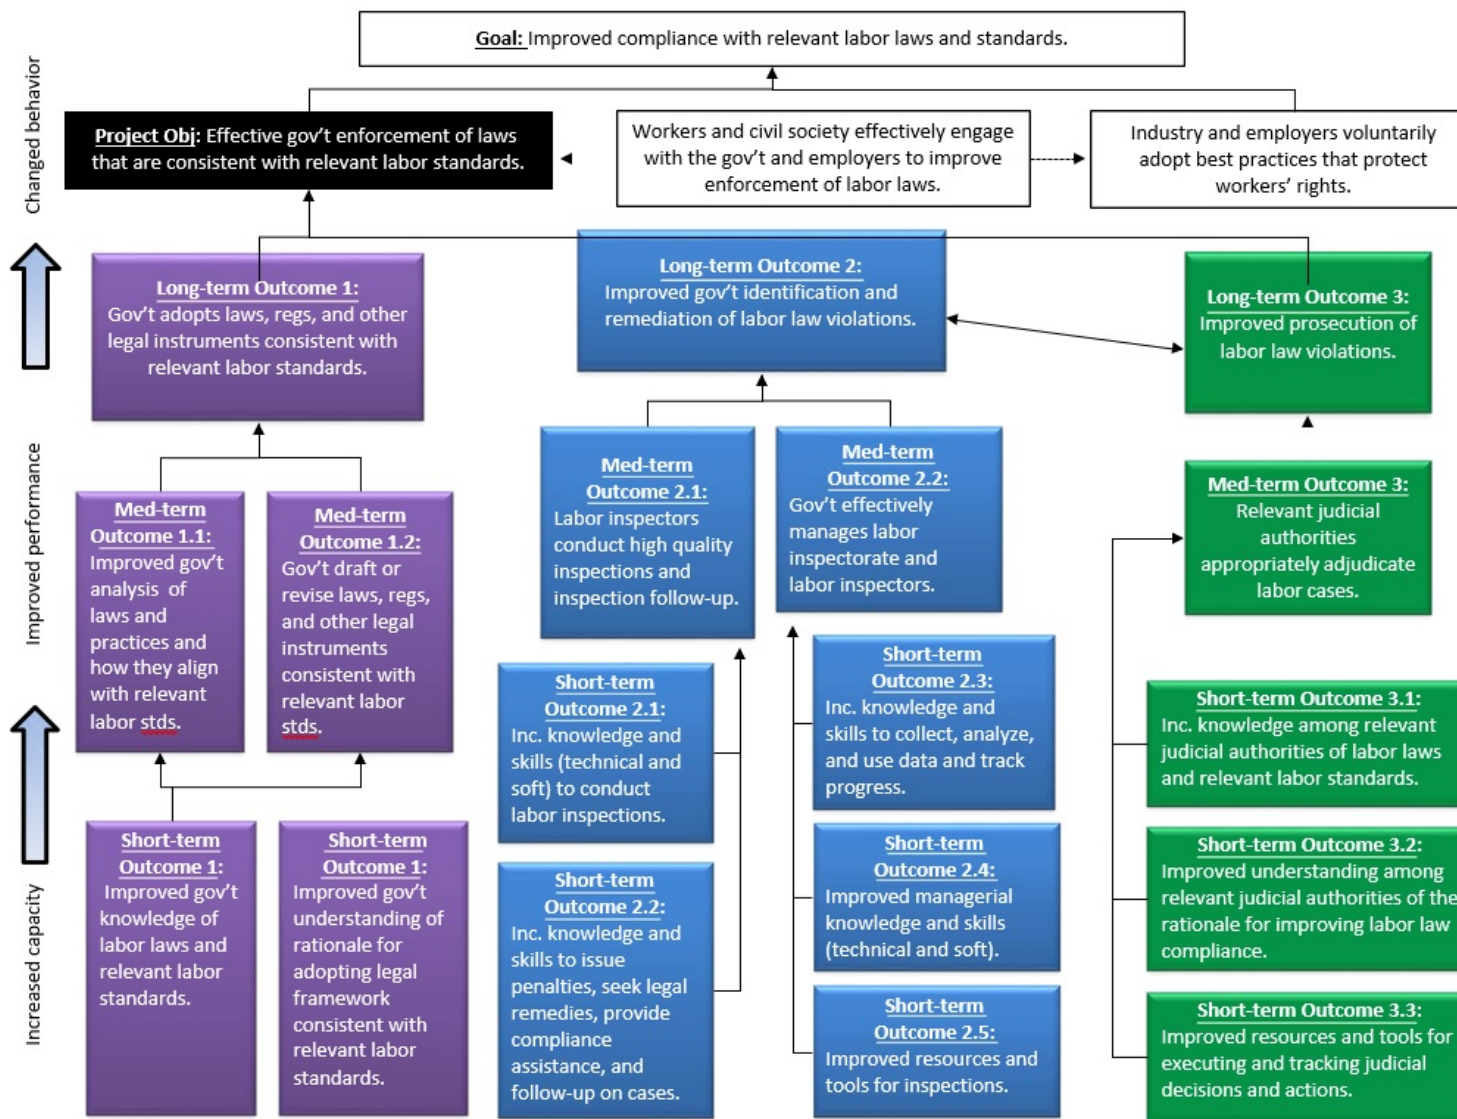 Goal: Improved compliance with relevant labor laws and standards.
Changed behavior
Project Obj: Effective gov't enforcement of laws
that are consistent with relevant labor standards.
Workers and civil society effectively engage
with the gov't and employers to improve
enforcement of labor laws.
Industry and employers voluntarily
adopt best practices that protect
workers' rights.
Long-term Outcome 1:
Gov't adopts laws, regs, and other
legal instruments consistent with
relevant labor standards.
Long-term Outcome 2:
Improved gov't identification and
remediation of labor law violations.
Long-term Outcome 3:
Improved prosecution of
labor law violations.
Improved performance
Med-term
Outcome 1.1:
Improved gov't
analysis of
laws and
practices and
how they align
with relevant
labor stds.
Med-term
Outcome 1.2:
Gov't draft or
revise laws, regs,
and other legal
instruments
consistent with
relevant labor
stds.
Med-term
Outcome 2.1:
Labor inspectors
conduct high quality
inspections and
inspection follow-up.
Med-term
Outcome 2.2:
Gov't effectively
manages labor
inspectorate and
labor inspectors.
Med-term Outcome 3:
Relevant judicial
authorities
appropriately adjudicate
labor cases.
Increased capacity
Short-term
Outcome 1:
Improved gov't
knowledge of
labor laws and
relevant labor
standards.
Short-term
Outcome 1:
Improved gov't
understanding of
rationale for
adopting legal
framework
consistent with
relevant labor
standards.
Short-term
Outcome 2.1:
Inc. knowledge and
skills (technical and
soft) to conduct
labor inspections.
Short-term
Outcome 2.2:
Inc. knowledge and
skills to issue
penalties, seek legal
remedies, provide
compliance
assistance, and
follow-up on cases.
Short-term
Outcome 2.3:
Inc. knowledge and
skills to collect, analyze,
and use data and track
progress.
Short-term
Outcome 2.4:
Improved managerial
knowledge and skills
(technical and soft).
Short-term
Outcome 2.5:
Improved resources and
tools for inspections.
Short-term Outcome 3.1:
Inc. knowledge among relevant
judicial authorities of labor laws
and relevant labor standards.
Short-term Outcome 3.2:
Improved understanding among
relevant judicial authorities of the
rationale for improving labor law
compliance.
Short-term Outcome 3.3:
Improved resources and tools for
executing and tracking judicial
decisions and actions.